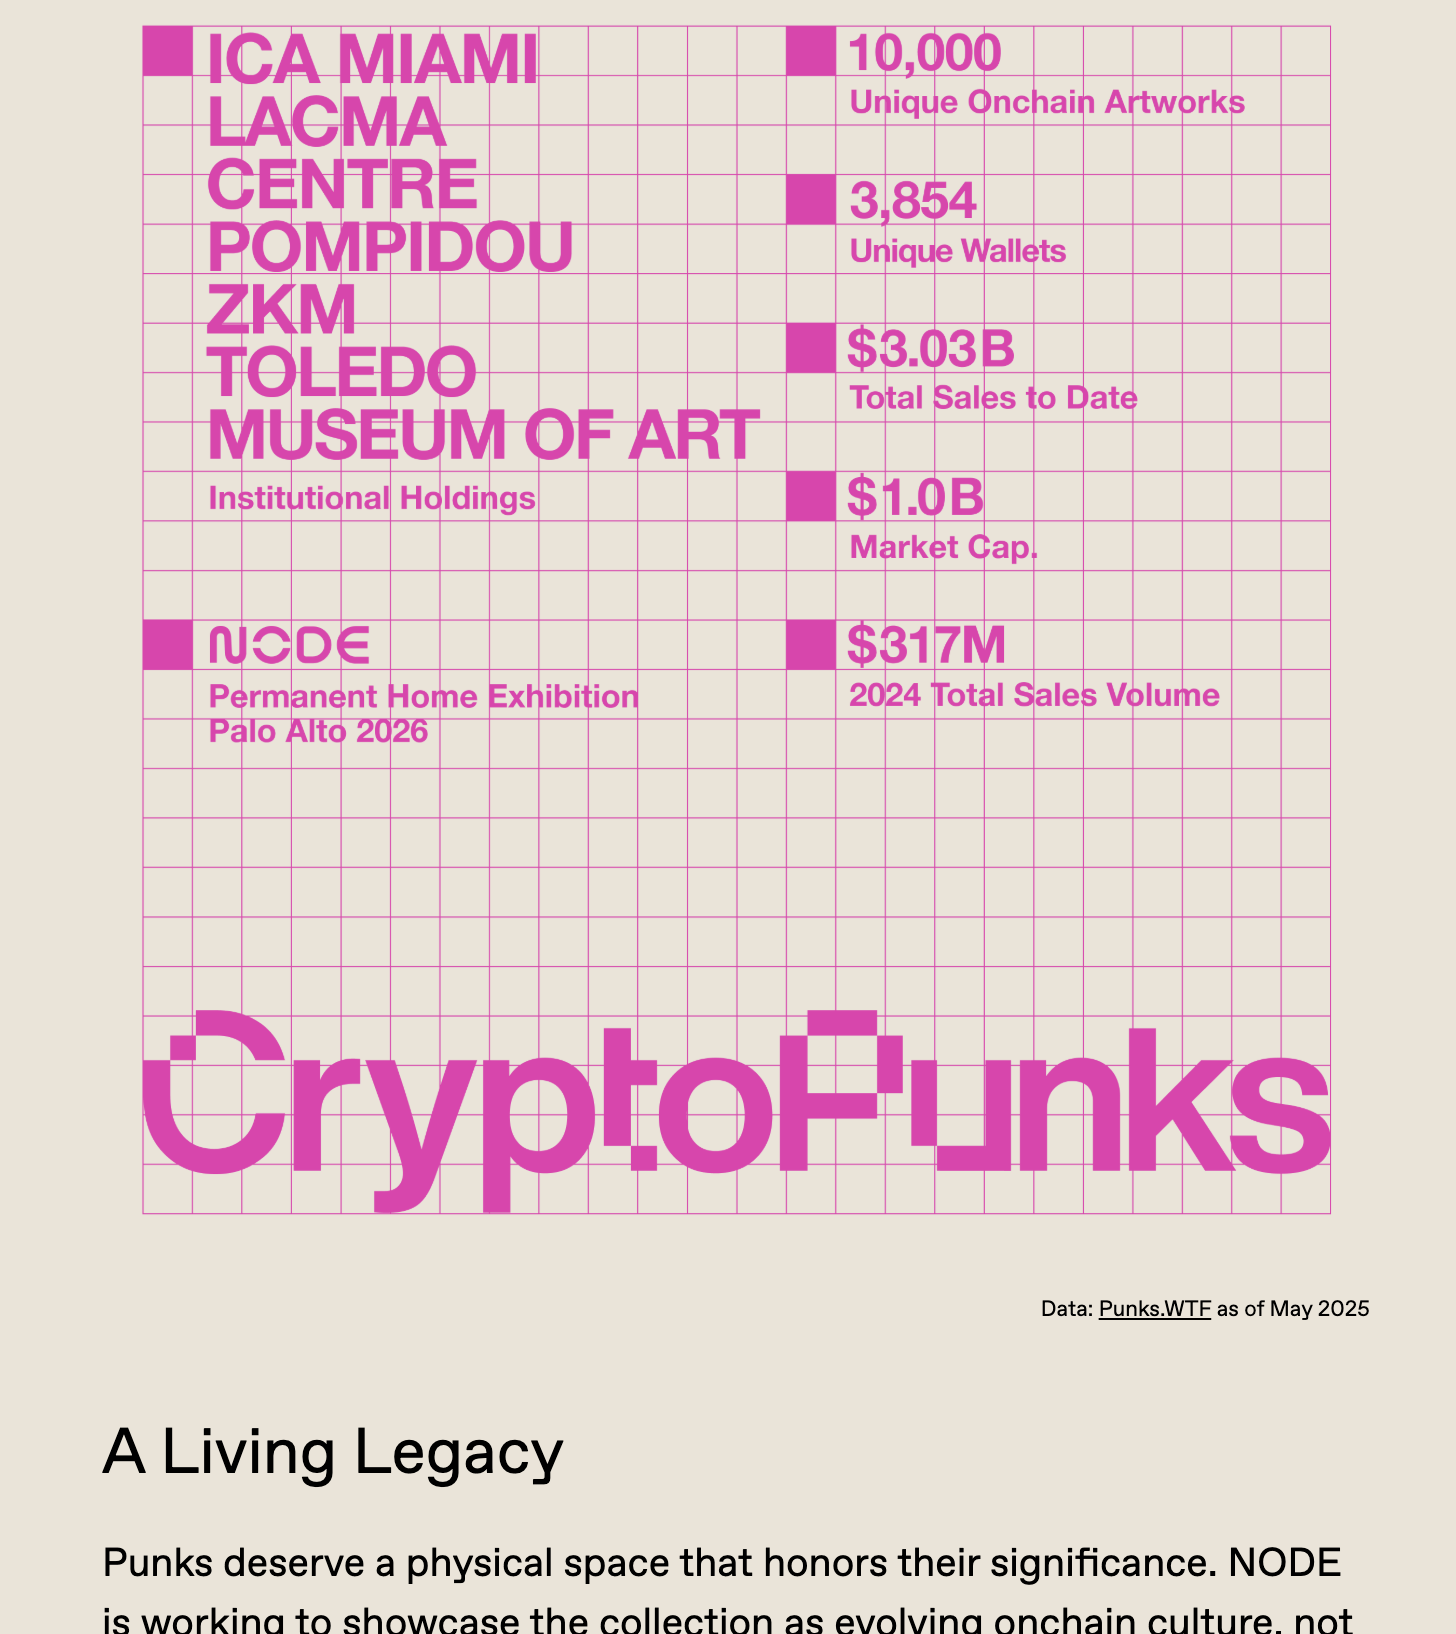 ICA MIAMI
LACMA
CENTRE
POMPIDOU
ZKM
TOLEDO
MUSEUM OF ART
Institutional Holdings
NODE
Permanent Home Exhibition
Palo Alto 2026
10,000
Unique Onchain Artworks
3,854
Unique Wallets
$3.03B
Total Sales to Date
$1.0B
Market Cap.
$317M
2024 Total Sales Volume
CryptoPunks
Data: Punks.WTF as of May 2025
A Living Legacy
Punks deserve a physical space that honors their significance. NODE
is working to showcase the collection as evolving onchain culture, not